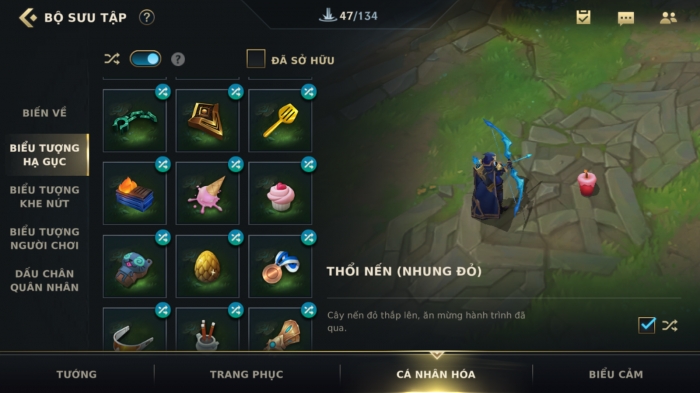 BỘ SƯU TẬP ?
47/134
? ĐÃ SỞ HỮU
BIẾN VỀ
BIỂU TƯỢNG
HẠ GỤC
BIỂU TƯỢNG
KHE NỨT
BIỂU TƯỢNG
NGƯỜI CHƠI
DẤU CHÂN
QUÂN NHÂN
THỔI NẾN (NHUNG ĐỎ)
Cây nến đỏ thắp lên, ăn mừng hành trình đã
qua.
TƯỚNG
TRANG PHỤC
CÁ NHÂN HÓA
BIỂU CẢM